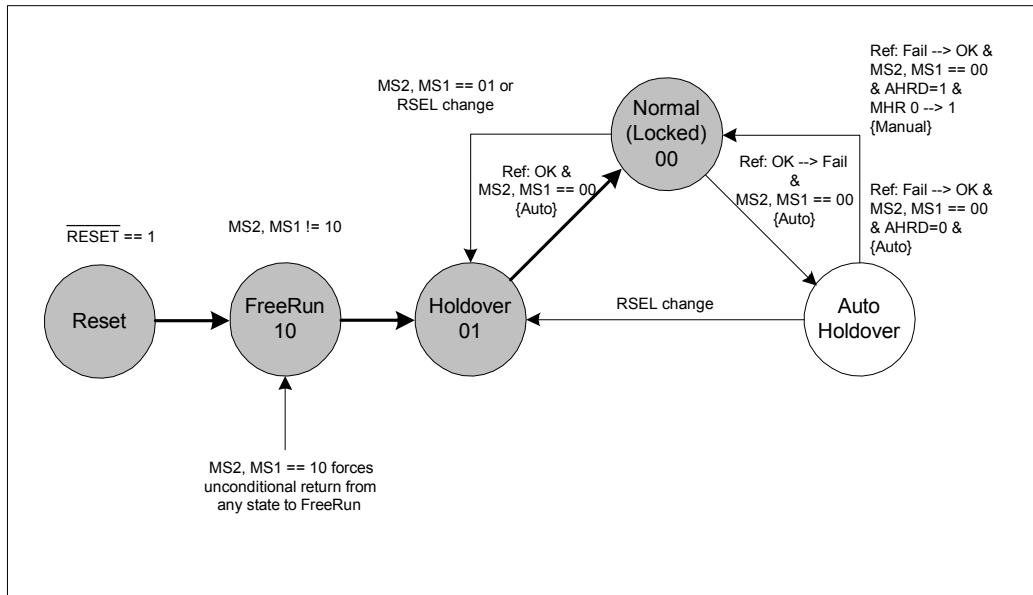 Ref: Fail --> OK &
MS2, MS1 == 00
& AHRD=1 &
MHR 0 --> 1
{Manual}
MS2, MS1 == 01 or
RSEL change
Normal
(Locked)
00
Ref: OK &
MS2, MS1 == 00
{Auto}
Ref: OK --> Fail
&
MS2, MS1 == 00
{Auto}
Ref: Fail --> OK &
MS2, MS1 == 00
& AHRD=0 &
{Auto}
RESET == 1
MS2, MS1 != 10
Reset
FreeRun
10
Holdover
01
RSEL change
Auto
Holdover
MS2, MS1 == 10 forces
unconditional return from
any state to FreeRun